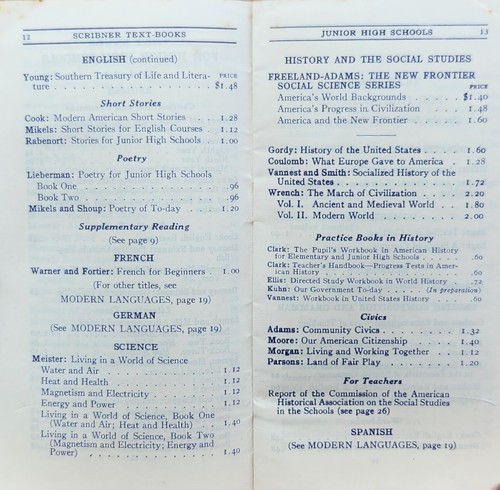 12 SCRIBNER TEXT-BOOKS
ENGLISH (continued)
Young: Southern Treasury of Life and Litera- PRICE
ture . . . . . . . . . . . . . . . $1.48
Short Stories
Cook: Modern American Short Stories . . 1.28
Mikels: Short Stories for English Courses . 1.12
Rabenort: Stories for Junior High Schools . 1.00
Poetry
Lieberman: Poetry for Junior High Schools
Book One . . . . . . . . . . . . .96
Book Two . . . . . . . . . . . . .96
Mikels and Shoup: Poetry of To-day . . . 1.20
Supplementary Reading
(See page 9)
FRENCH
Warner and Fortier: French for Beginners . 1.00
(For other titles, see
MODERN LANGUAGES, page 19)
GERMAN
(See MODERN LANGUAGES, page 19)
SCIENCE
Meister: Living in a World of Science
Water and Air . . . . . . . . . . 1.12
Heat and Health . . . . . . . . . 1.12
Magnetism and Electricity . . . . . . 1.12
Energy and Power . . . . . . . . . 1.12
Living in a World of Science, Book One
(Water and Air; Heat and Health) . . . 1.40
Living in a World of Science, Book Two
(Magnetism and Electricity; Energy and
Power) . . . . . . . . . . . . 1.40
JUNIOR HIGH SCHOOLS 13
HISTORY AND THE SOCIAL STUDIES
FREELAND-ADAMS: THE NEW FRONTIER
SOCIAL SCIENCE SERIES PRICE
America's World Backgrounds . . . . . $1.40
America's Progress in Civilization . . . . 1.48
America and the New Frontier . . . . . 1.60
Gordy: History of the United States . . . . 1.60
Coulomb: What Europe Gave to America . 1.28
Vannest and Smith: Socialized History of the
United States . . . . . . . . . . . . 1.72
Wrench: The March of Civilization . . . . 2.20
Vol. I. Ancient and Medieval World . . 1.80
Vol. II. Modern World . . . . . . . 2.00
Practice Books in History
Clark: The Pupil's Workbook in American History
for Elementary and Junior High Schools . . . . .60
Clark: Teacher's Handbook—Progress Tests in Amer-
ican History . . . . . . . . . . . . . .60
Ellis: Directed Study Workbook in World History . .72
Kuhn: Our Government To-day . . . . (In preparation)
Vannest: Workbook in United States History . . .60
Civics
Adams: Community Civics . . . . . . . 1.32
Moore: Our American Citizenship . . . . 1.40
Morgan: Living and Working Together . . 1.12
Parsons: Land of Fair Play . . . . . . . 1.20
For Teachers
Report of the Commission of the American
Historical Association on the Social Studies
in the Schools (see page 26)
SPANISH
(See MODERN LANGUAGES, page 19)